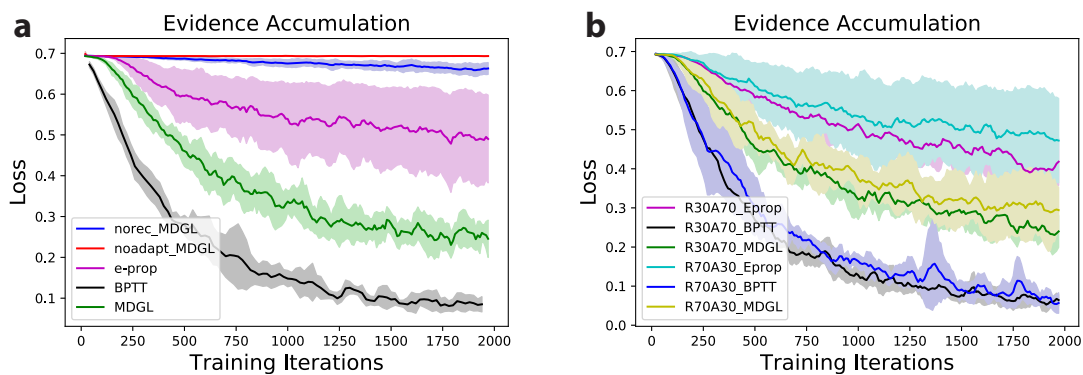 a
Evidence Accumulation
0.7
0.6
0.5
0.4
0.3
0.2
0.1
Loss
norec_MDGL
noadapt_MDGL
e-prop
BPTT
MDGL
0 250 500 750 1000 1250 1500 1750 2000
Training Iterations
b
Evidence Accumulation
0.7
0.6
0.5
0.4
0.3
0.2
0.1
0.0
Loss
R30A70_Eprop
R30A70_BPTT
R30A70_MDGL
R70A30_Eprop
R70A30_BPTT
R70A30_MDGL
0 250 500 750 1000 1250 1500 1750 2000
Training Iterations